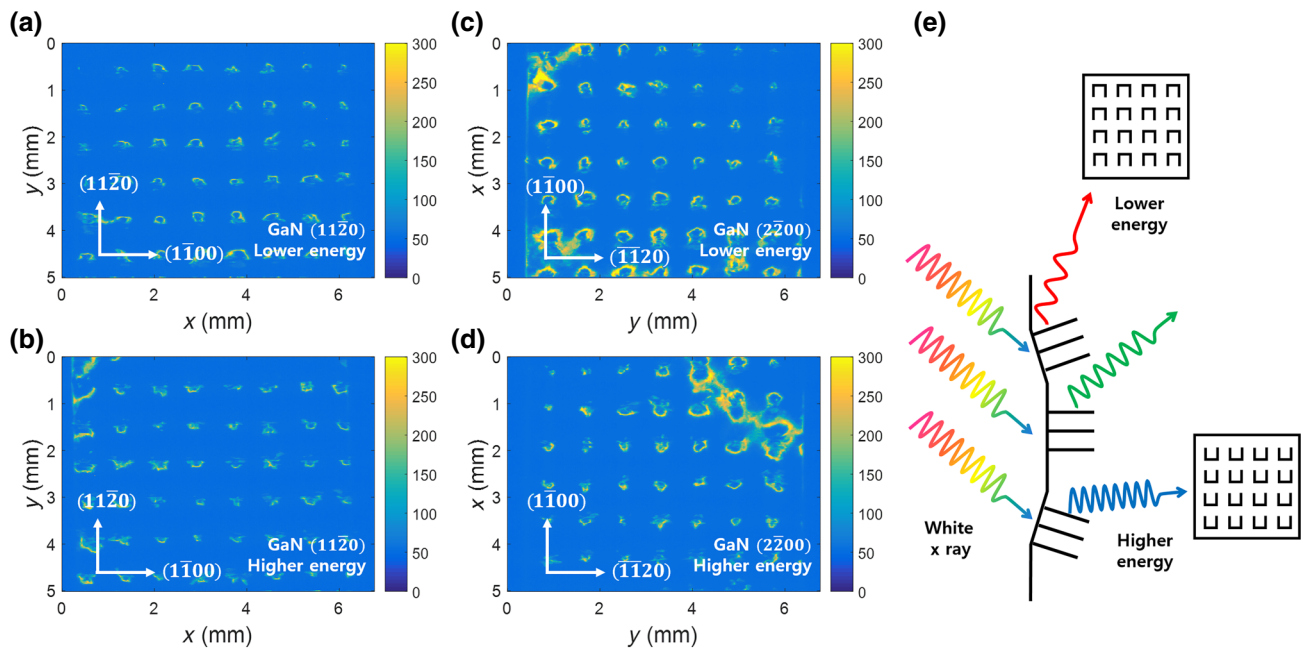 (a)
0
1
2
3
4
5
y (mm)
0 2 4 6
x (mm)
(112̅0)
(11̅00)
GaN (112̅0)
Lower energy
300
250
200
150
100
50
0
(b)
0
1
2
3
4
5
y (mm)
0 2 4 6
x (mm)
(112̅0)
(11̅00)
GaN (112̅0)
Higher energy
300
250
200
150
100
50
0
(c)
0
1
2
3
4
5
x (mm)
0 2 4 6
y (mm)
(11̅00)
(1̅1̅20)
GaN (22̅00)
Lower energy
300
250
200
150
100
50
0
(d)
0
1
2
3
4
5
x (mm)
0 2 4 6
y (mm)
(11̅00)
(1̅1̅20)
GaN (22̅00)
Higher energy
300
250
200
150
100
50
0
(e)
Lower
energy
White
x ray
Higher
energy